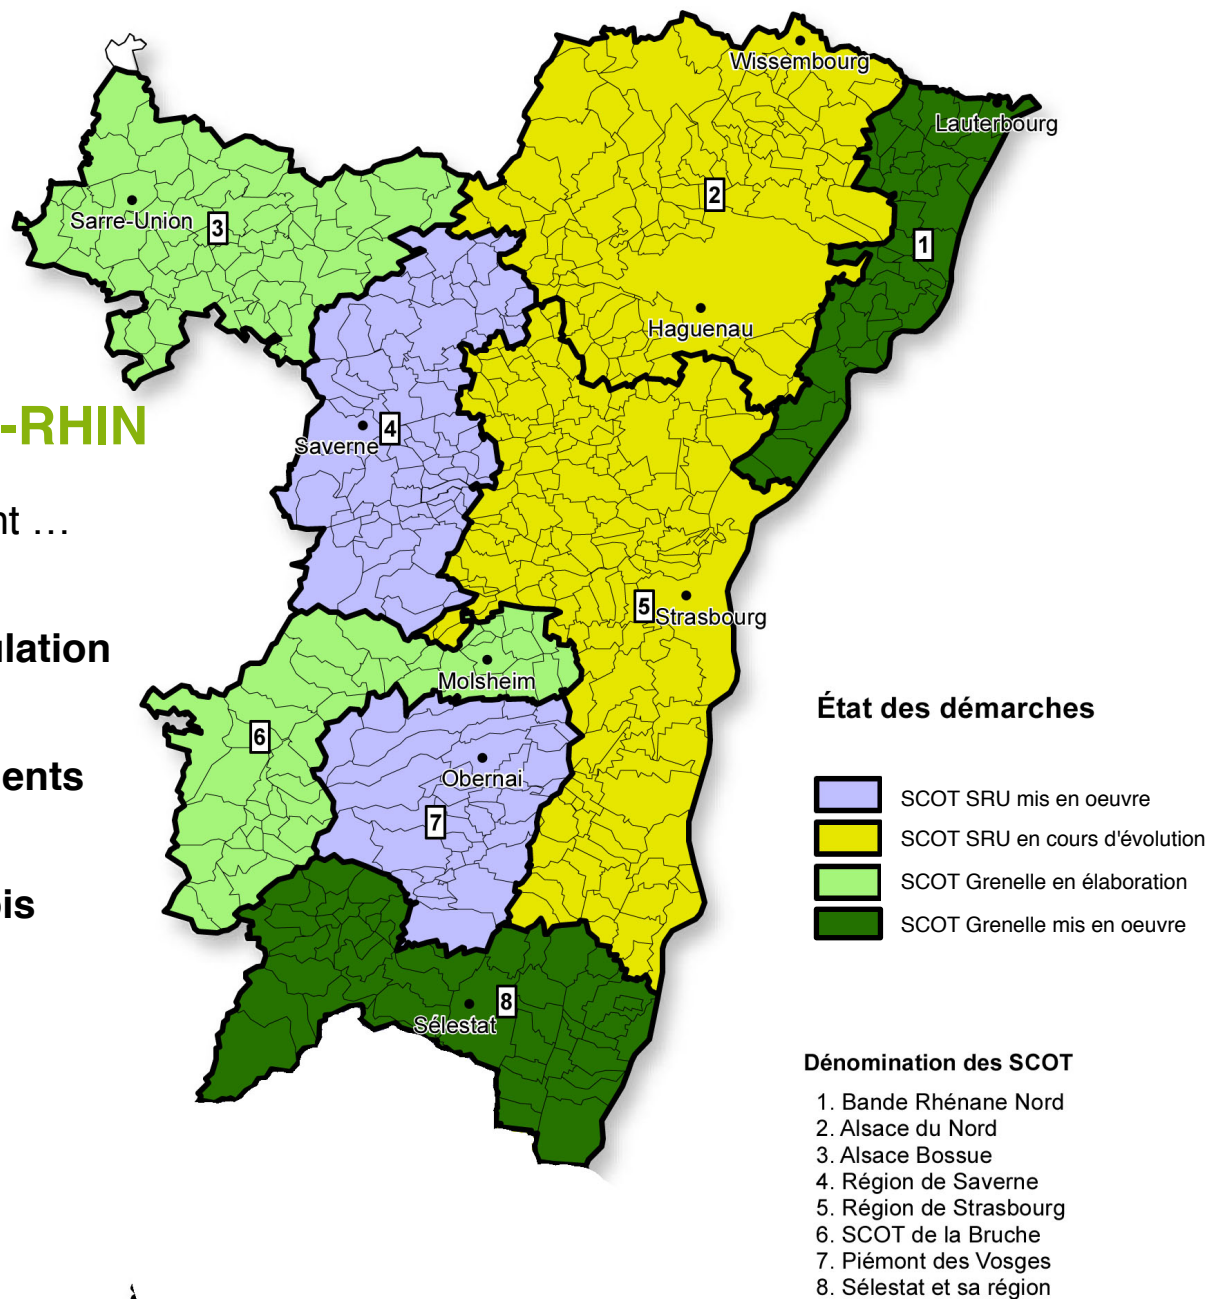 Wissembourg
Lauterbourg
2
Sarre-Union
3
1
Haguenau
-RHIN
4
Saverne
nt …
5
Strasbourg
ulation
Molsheim
État des démarches
6
ents
Obernai
7
SCOT SRU mis en oeuvre
SCOT SRU en cours d'évolution
SCOT Grenelle en élaboration
SCOT Grenelle mis en oeuvre
ois
8
Sélestat
Dénomination des SCOT
1. Bande Rhénane Nord
2. Alsace du Nord
3. Alsace Bossue
4. Région de Saverne
5. Région de Strasbourg
6. SCOT de la Bruche
7. Piémont des Vosges
8. Sélestat et sa région